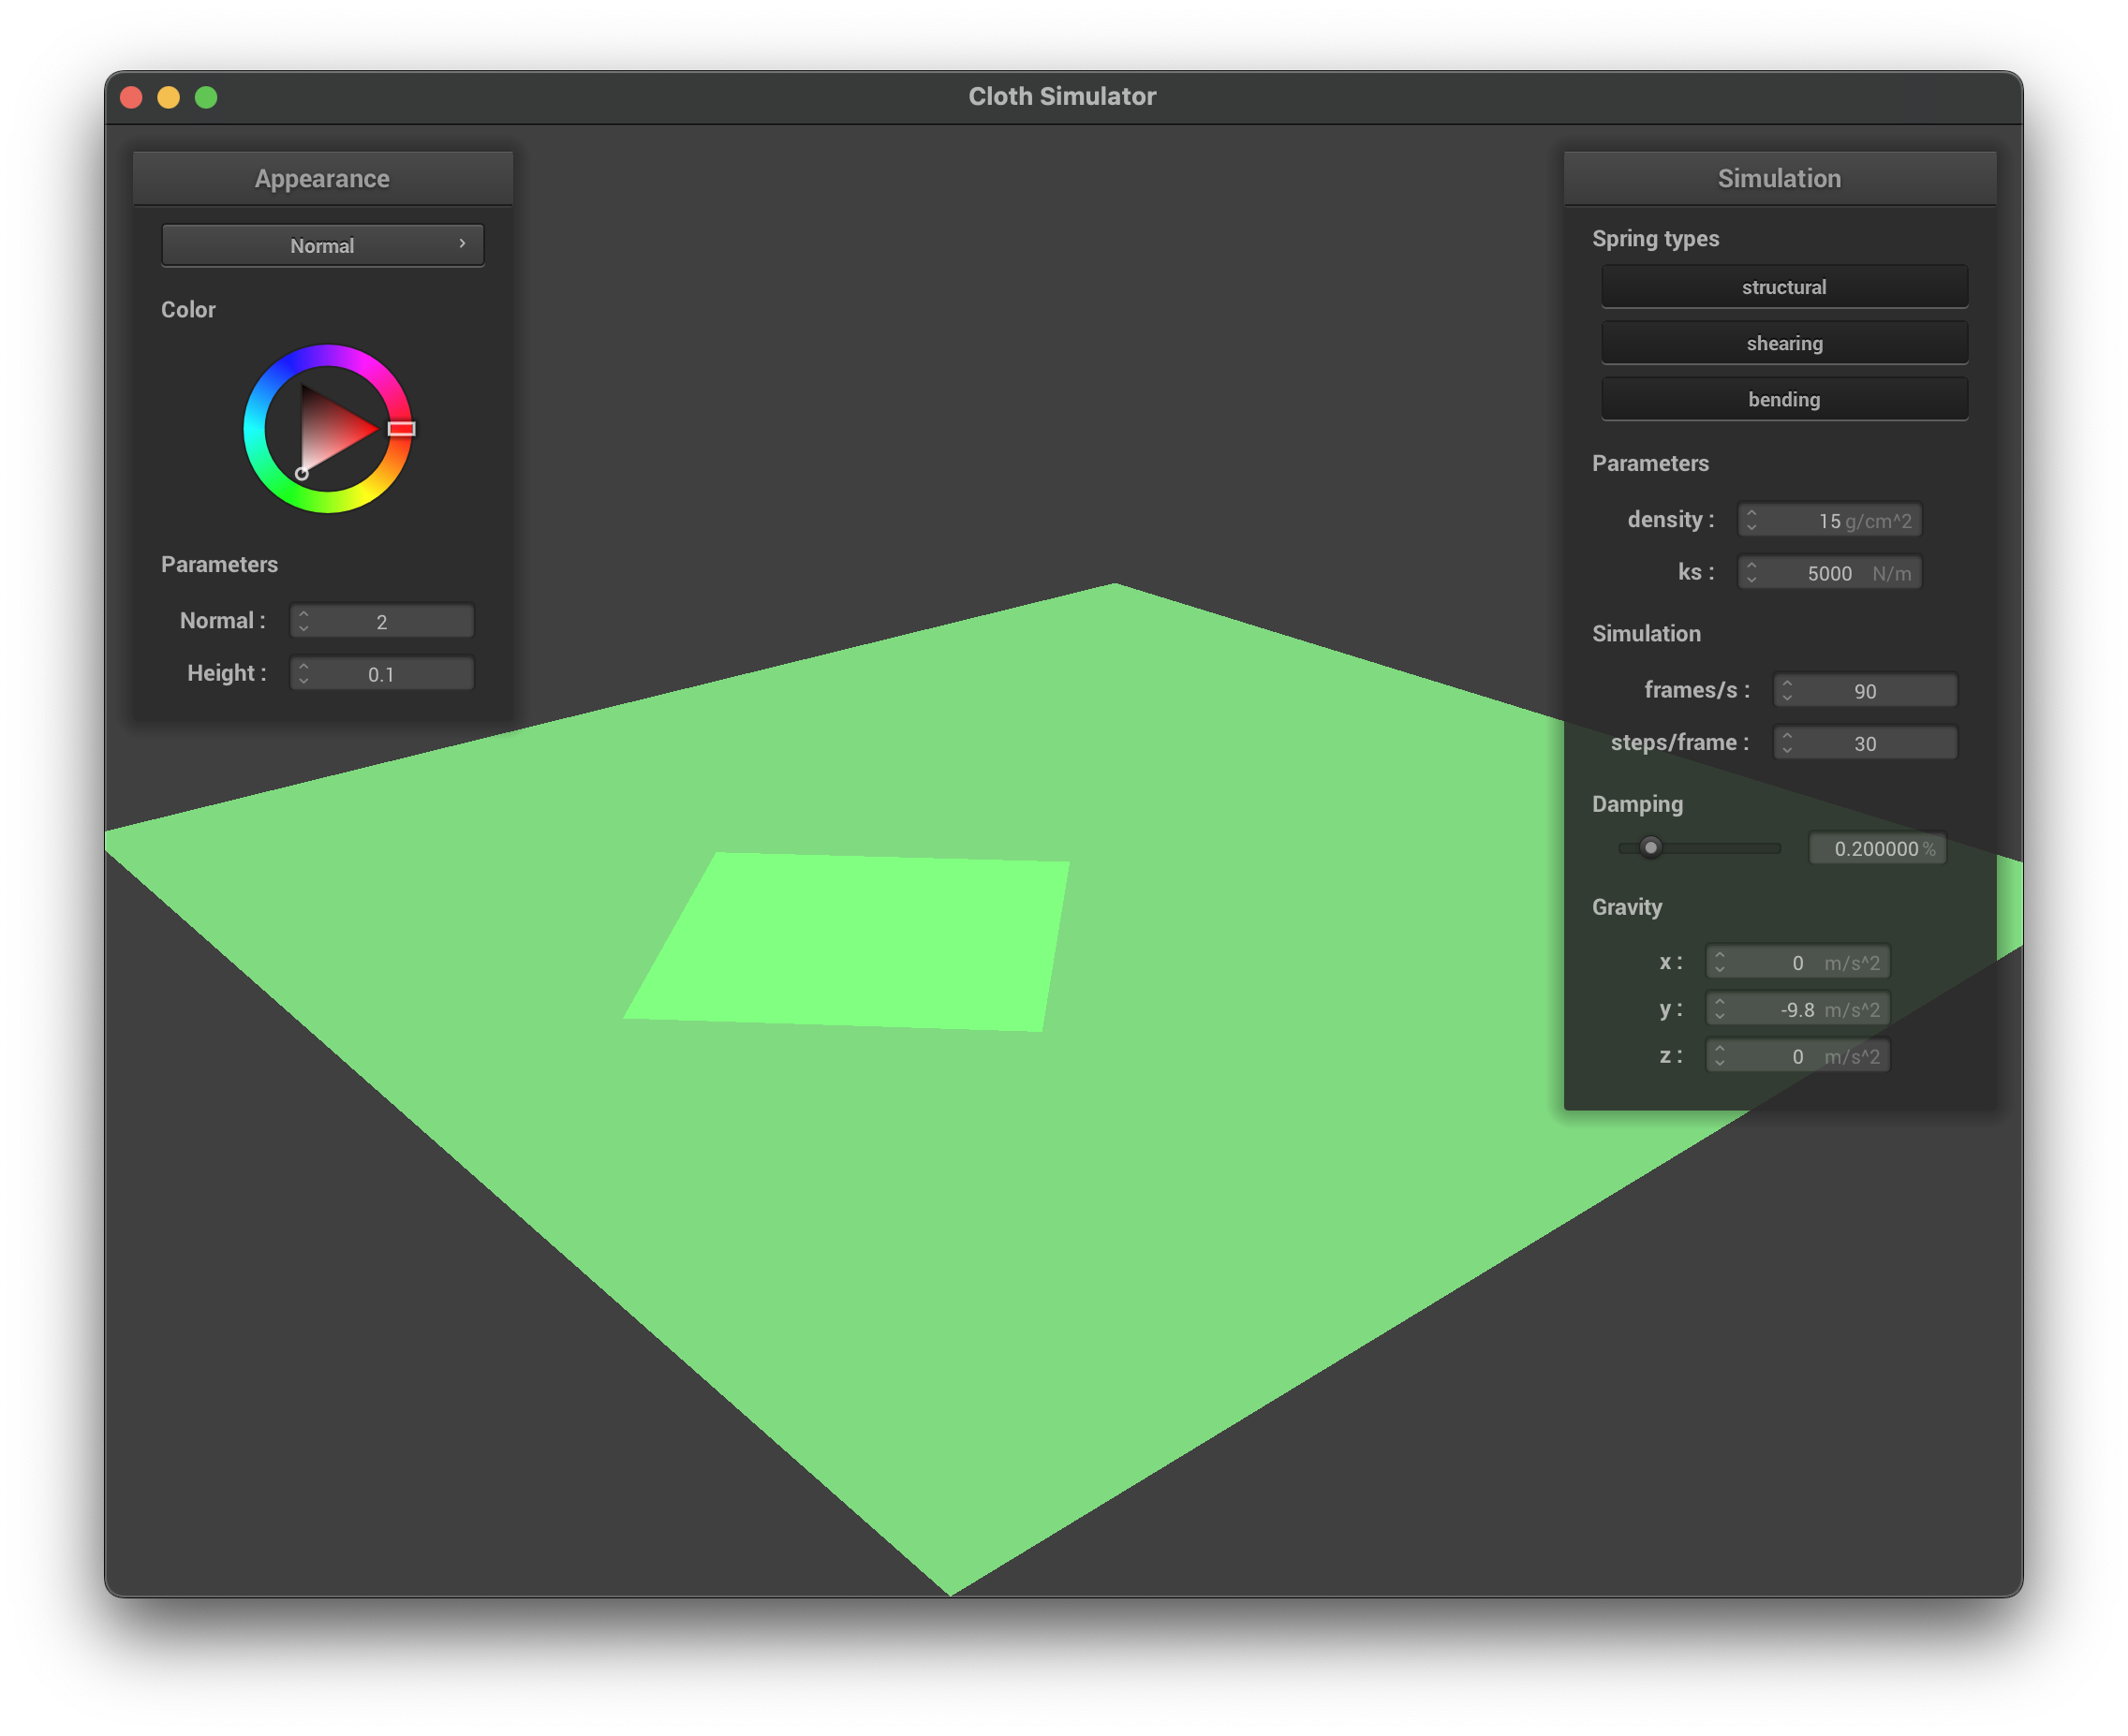 Cloth Simulator
Appearance
Normal
Color
Parameters
Normal : 2
Height : 0.1
Simulation
Spring types
structural
shearing
bending
Parameters
density : 15 g/cm^2
ks : 5000 N/m
Simulation
frames/s : 90
steps/frame : 30
Damping
0.200000 %
Gravity
x : 0 m/s^2
y : -9.8 m/s^2
z : 0 m/s^2